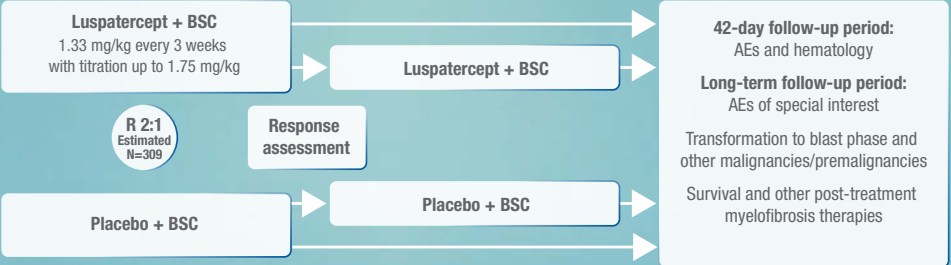 Luspatercept + BSC
1.33 mg/kg every 3 weeks
with titration up to 1.75 mg/kg
Luspatercept + BSC
R 2:1
Estimated
N=309
Response
assessment
Placebo + BSC
Placebo + BSC
42-day follow-up period:
AEs and hematology
Long-term follow-up period:
AEs of special interest
Transformation to blast phase and
other malignancies/premalignancies
Survival and other post-treatment
myelofibrosis therapies